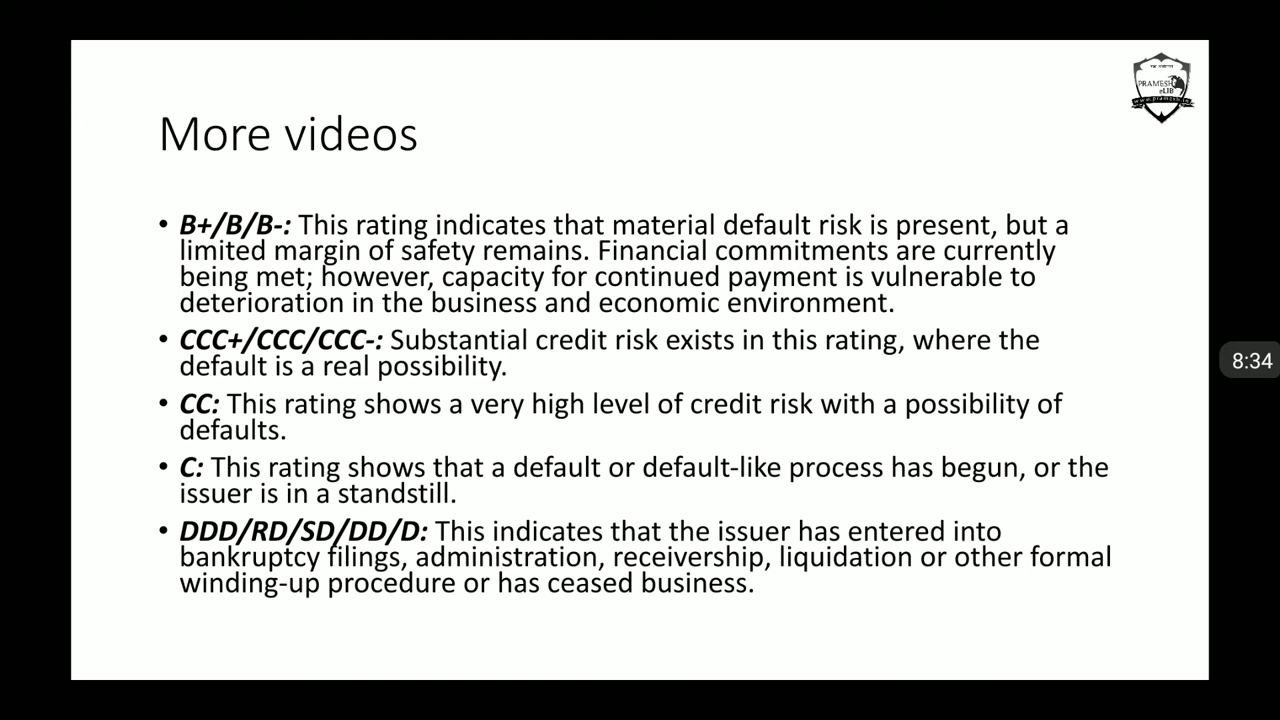 PRAMESH
eLIB
More videos
• B+/B/B-: This rating indicates that material default risk is present, but a
limited margin of safety remains. Financial commitments are currently
being met; however, capacity for continued payment is vulnerable to
deterioration in the business and economic environment.
• CCC+/CCC/CCC-: Substantial credit risk exists in this rating, where the
default is a real possibility.
• CC: This rating shows a very high level of credit risk with a possibility of
defaults.
• C: This rating shows that a default or default-like process has begun, or the
issuer is in a standstill.
• DDD/RD/SD/DD/D: This indicates that the issuer has entered into
bankruptcy filings, administration, receivership, liquidation or other formal
winding-up procedure or has ceased business.
8:34